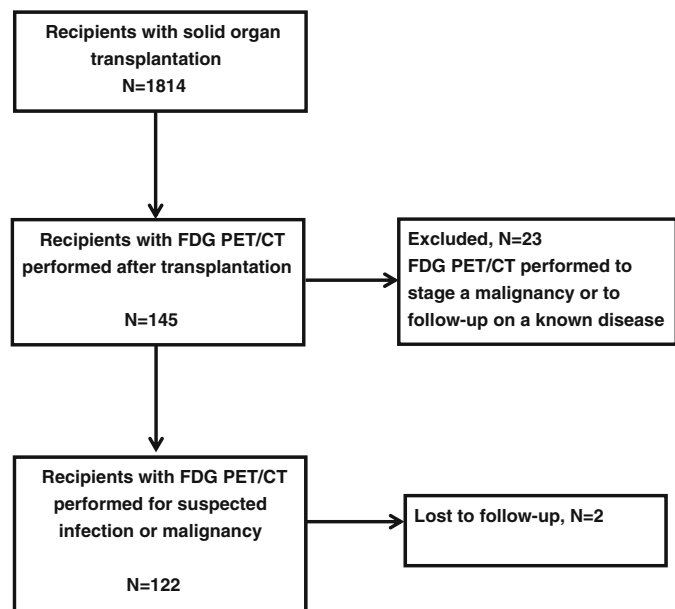 Recipients with solid organ
transplantation
N=1814
Recipients with FDG PET/CT
performed after transplantation
N=145
Excluded, N=23
FDG PET/CT performed to
stage a malignancy or to
follow-up on a known disease
Recipients with FDG PET/CT
performed for suspected
infection or malignancy
N=122
Lost to follow-up, N=2